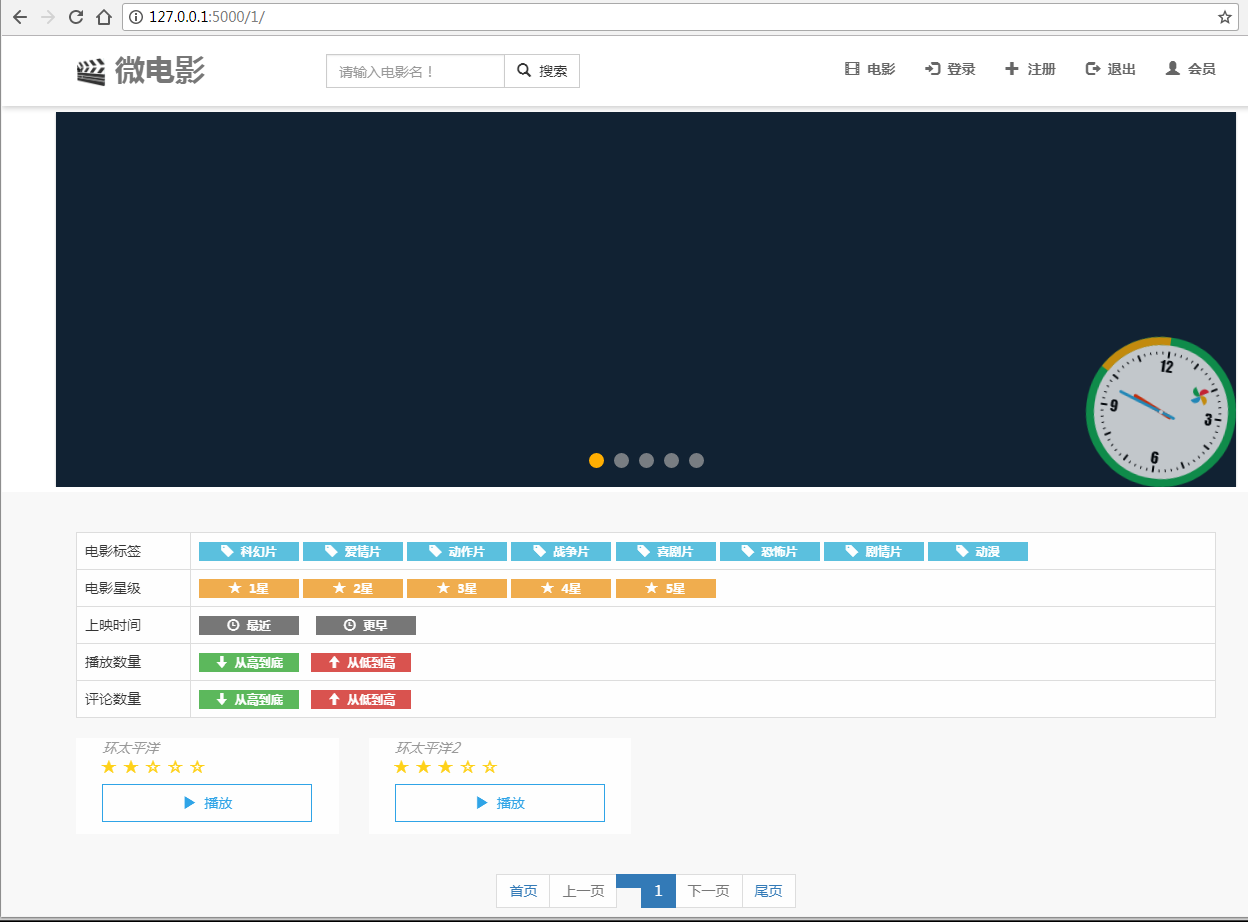 127.0.0.1:5000/1/
微电影 请输入电影名！ 搜索 电影 登录 注册 退出 会员
12
9
3
6
电影标签 科幻片 爱情片 动作片 战争片 喜剧片 恐怖片 剧情片 动漫
电影星级 1星 2星 3星 4星 5星
上映时间 最近 更早
播放数量 从高到底 从低到高
评论数量 从高到底 从低到高
环太平洋 环太平洋2
播放 播放
首页 上一页 1 下一页 尾页